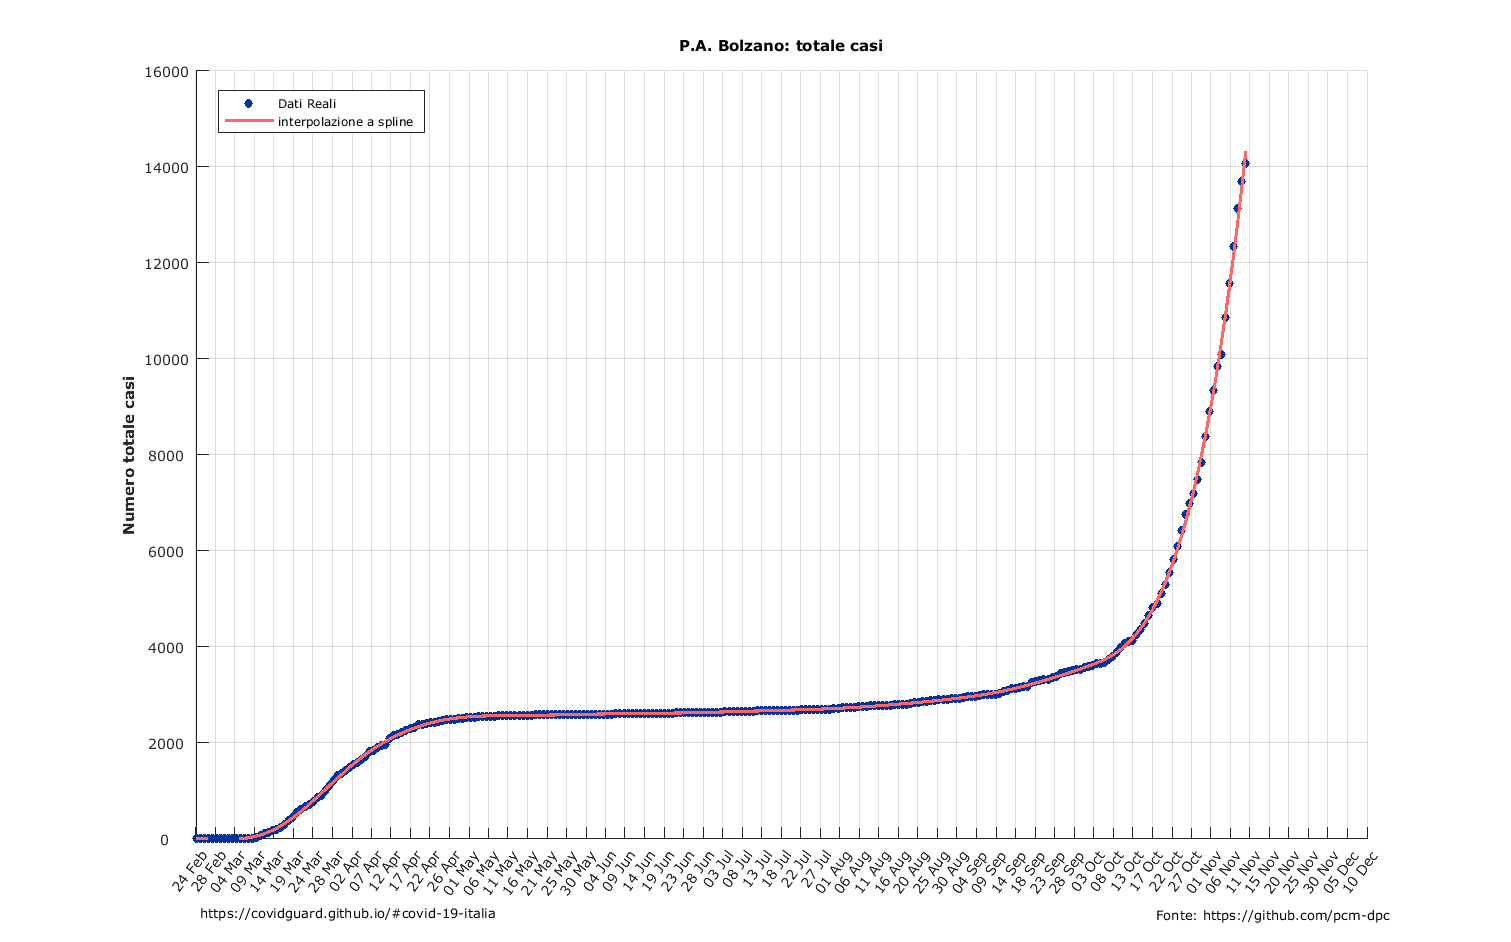 P.A. Bolzano: totale casi
16000
14000
12000
10000
8000
6000
4000
2000
0
Numero totale casi
Dati Reali
interpolazione a spline
24 Feb
28 Feb
04 Mar
09 Mar
14 Mar
19 Mar
24 Mar
28 Mar
02 Apr
07 Apr
12 Apr
17 Apr
22 Apr
26 Apr
01 May
06 May
11 May
16 May
21 May
25 May
30 May
04 Jun
09 Jun
14 Jun
19 Jun
23 Jun
28 Jun
03 Jul
08 Jul
13 Jul
18 Jul
22 Jul
27 Jul
01 Aug
06 Aug
11 Aug
16 Aug
20 Aug
25 Aug
30 Aug
04 Sep
09 Sep
14 Sep
18 Sep
23 Sep
28 Sep
03 Oct
08 Oct
13 Oct
17 Oct
22 Oct
27 Oct
01 Nov
06 Nov
11 Nov
15 Nov
20 Nov
25 Nov
30 Nov
05 Dec
10 Dec
https://covidguard.github.io/#covid-19-italia
Fonte: https://github.com/pcm-dpc